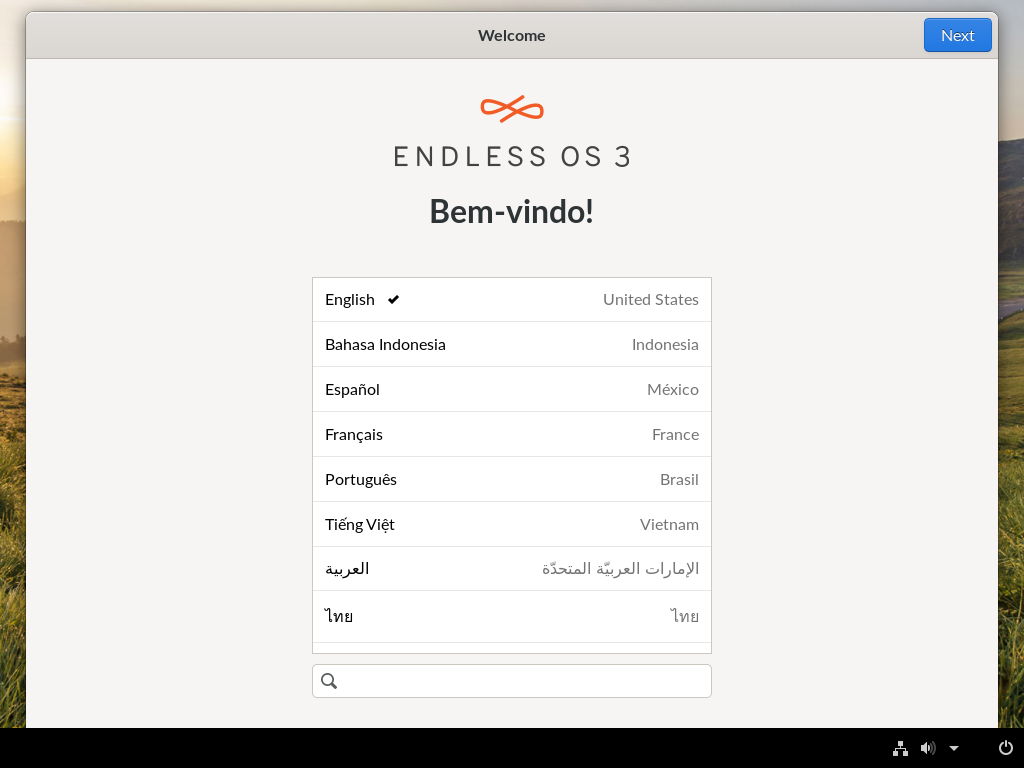 Welcome
Next
ENDLESS OS 3
Bem-vindo!
English United States
Bahasa Indonesia Indonesia
Español México
Français France
Português Brasil
Tiếng Việt Vietnam
العربية الإمارات العربيّة المتحدّة
ไทย ไทย